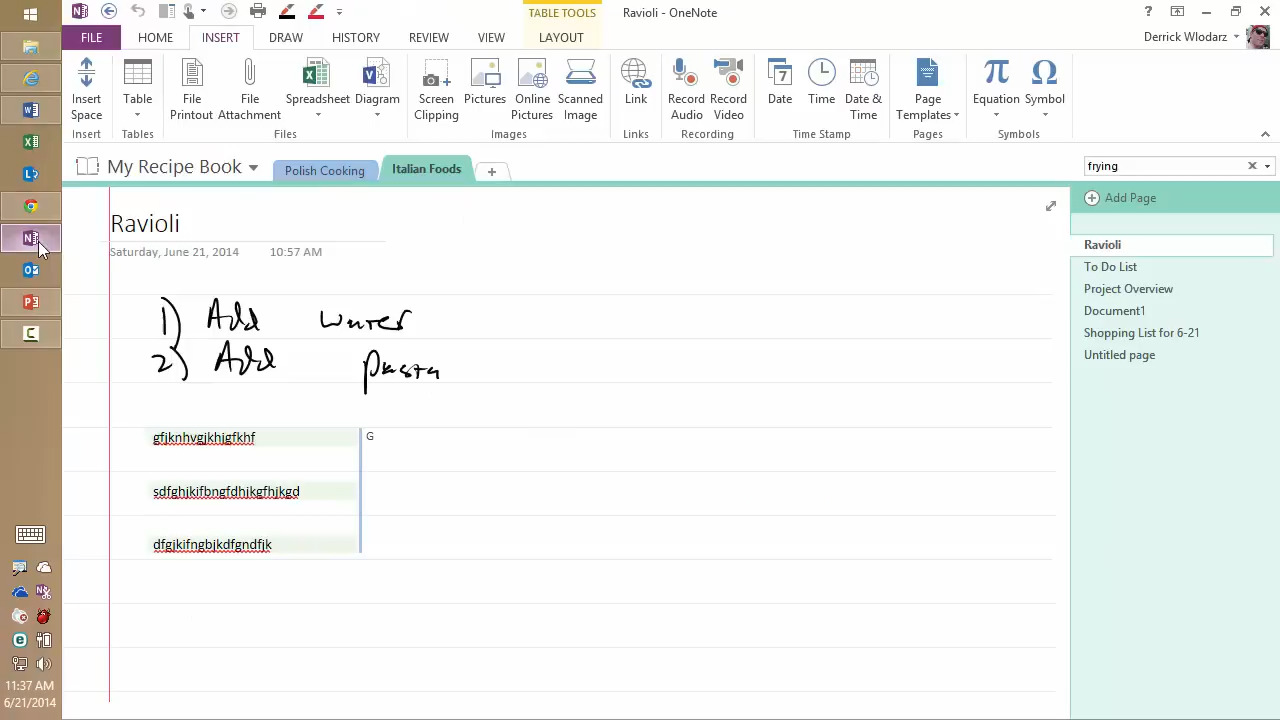 TABLE TOOLS
Ravioli - OneNote
FILE HOME INSERT DRAW HISTORY REVIEW VIEW LAYOUT
Derrick Wlodarz
Insert Space
Table
File Printout
File Attachment
Spreadsheet
Diagram
Screen Clipping
Pictures
Online Pictures
Scanned Image
Link
Record Audio
Record Video
Date
Time
Date & Time
Page Templates
Equation
Symbol
Insert Tables Files Images Links Recording Time Stamp Pages Symbols
My Recipe Book
Polish Cooking
Italian Foods
frying
Add Page
Ravioli
Saturday, June 21, 2014 10:57 AM
1) Add water
2) Add pasta
gfjknhvgjkhjgfkhf
G
sdfghjkifbngfdhjkgfhjkgd
dfgjkifngbjkdfgndfjk
Ravioli
To Do List
Project Overview
Document1
Shopping List for 6-21
Untitled page
11:37 AM
6/21/2014